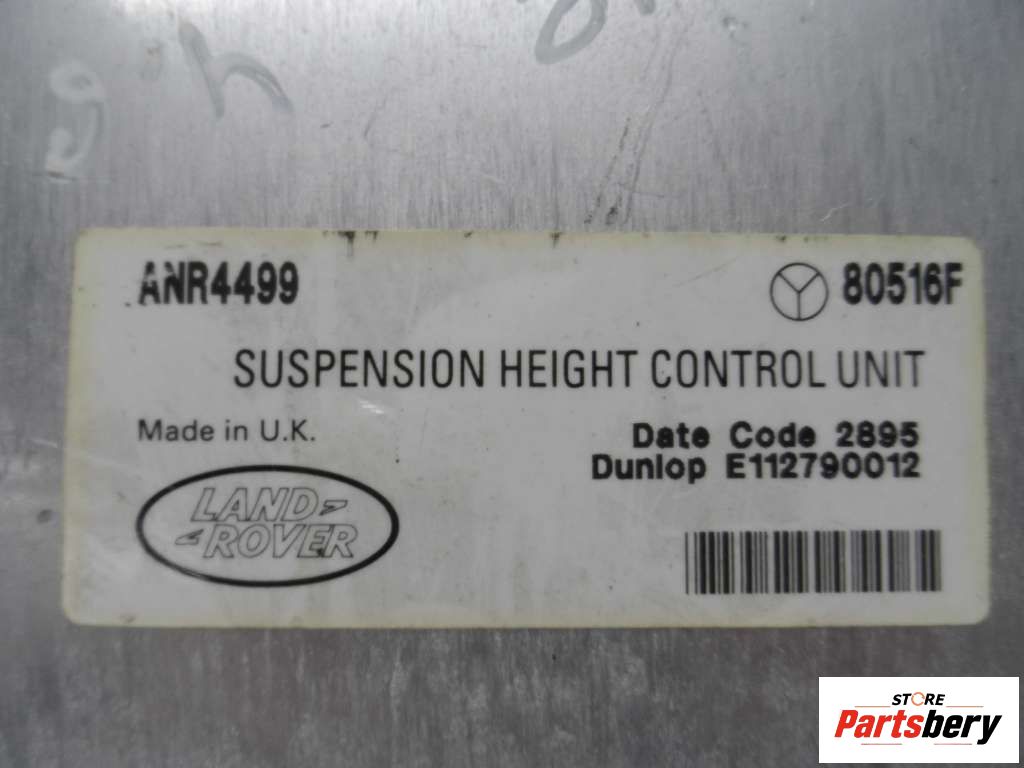 ANR4499
80516F
SUSPENSION HEIGHT CONTROL UNIT
Made in U.K.
Date Code 2895
Dunlop E112790012
LAND
ROVER
STORE
Partsbery